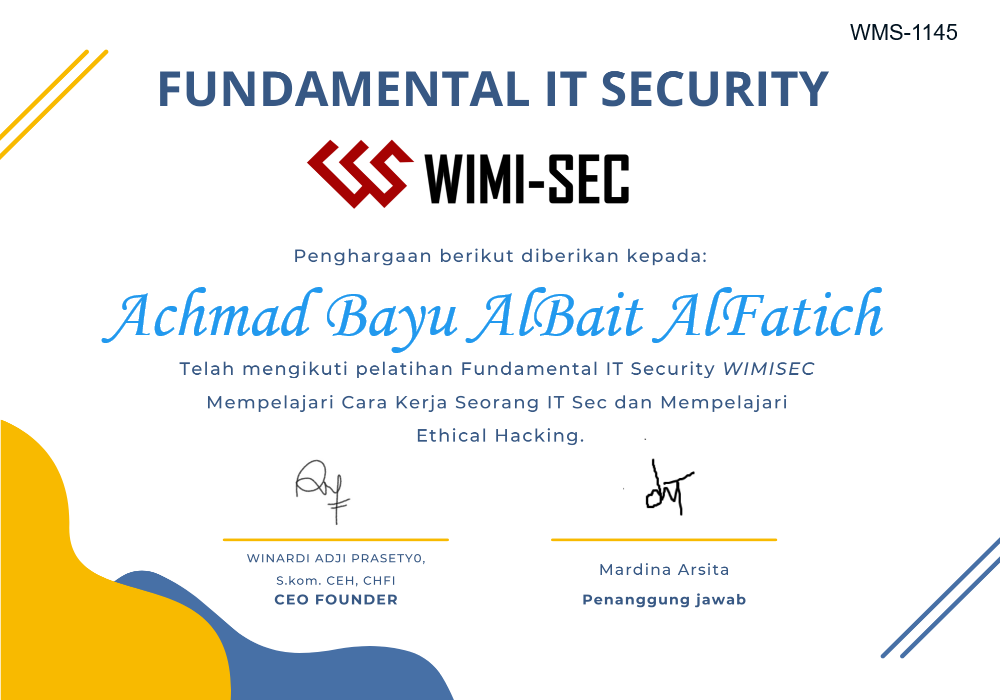 WMS-1145
FUNDAMENTAL IT SECURITY
WIMI-SEC
Penghargaan berikut diberikan kepada:
Achmad Bayu AlBait AlFatich
Telah mengikuti pelatihan Fundamental IT Security WIMISEC
Mempelajari Cara Kerja Seorang IT Sec dan Mempelajari
Ethical Hacking.
WINARDI ADJI PRASETY0,
S.kom. CEH, CHFI
CEO FOUNDER
Mardina Arsita
Penanggung jawab